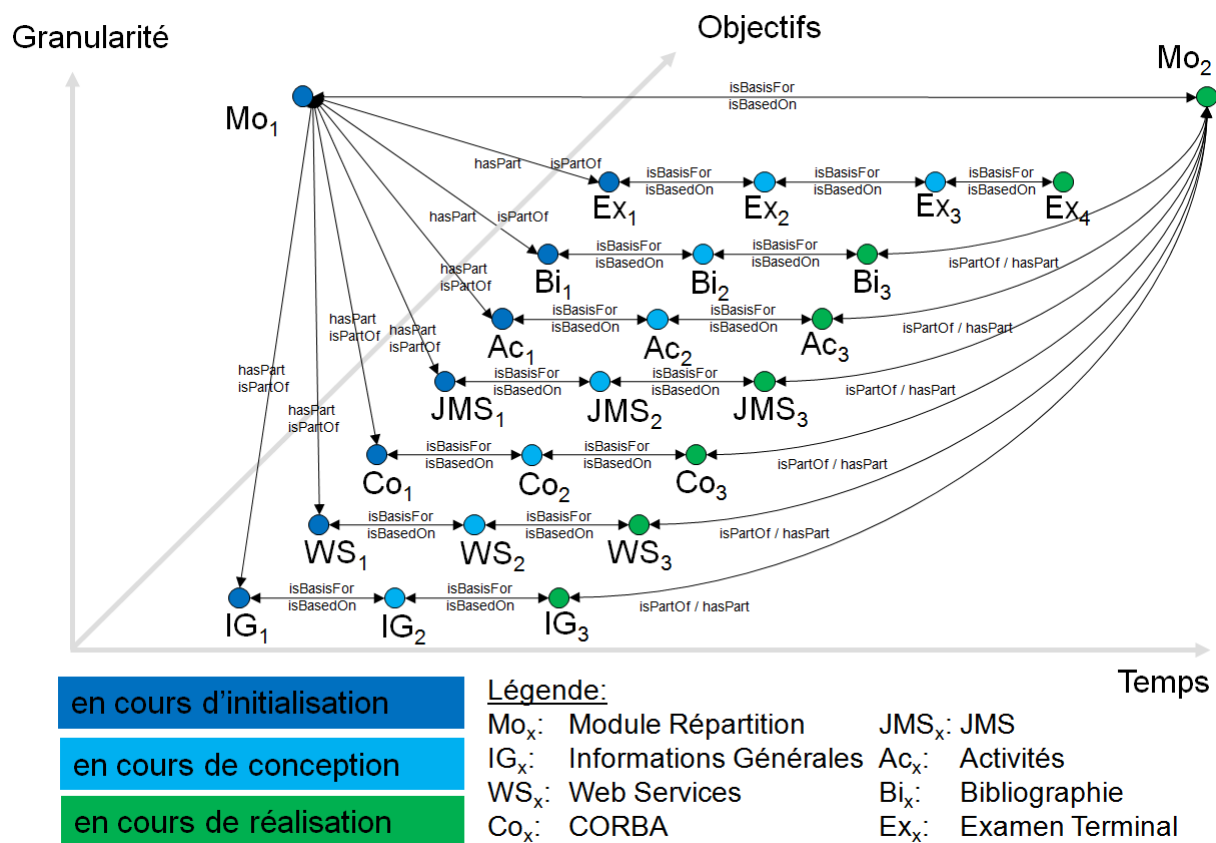 Granularité
Objectifs
Mo2
Mo1
isBasisFor
isBasedOn
hasPart isPartOf
isBasisFor isBasisFor isBasisFor
isBasedOn isBasedOn isBasedOn
Ex1 Ex2 Ex3 Ex4
hasPart isPartOf
isBasisFor isBasisFor
isBasedOn isBasedOn
Bi1 Bi2 Bi3
isPartOf / hasPart
hasPart
isPartOf
isBasisFor isBasisFor
isBasedOn isBasedOn
Ac1 Ac2 Ac3
isPartOf / hasPart
hasPart
isPartOf
hasPart
isPartOf
isBasisFor isBasisFor
isBasedOn isBasedOn
JMS1 JMS2 JMS3
isPartOf / hasPart
hasPart
isPartOf
hasPart
isPartOf
isBasisFor isBasisFor
isBasedOn isBasedOn
Co1 Co2 Co3
isPartOf / hasPart
isBasisFor isBasisFor
isBasedOn isBasedOn
WS1 WS2 WS3
isPartOf / hasPart
isBasisFor isBasisFor
isBasedOn isBasedOn
IG1 IG2 IG3
isPartOf / hasPart
Temps
en cours d'initialisation
en cours de conception
en cours de réalisation
Légende:
Mox: Module Répartition JMSx: JMS
IGx: Informations Générales Acx: Activités
WSx: Web Services Bix: Bibliographie
Cox: CORBA Exx: Examen Terminal